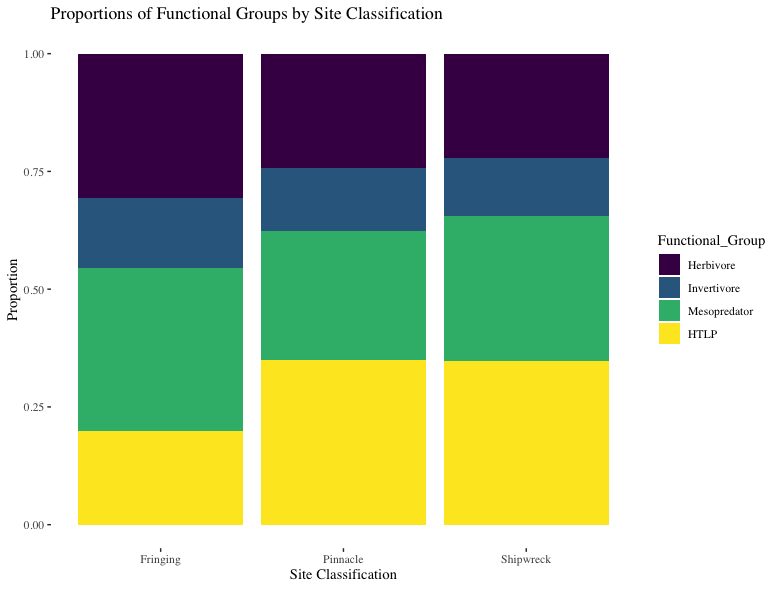 Proportions of Functional Groups by Site Classification
1.00
0.75
0.50
0.25
0.00
Proportion
Fringing
Pinnacle
Shipwreck
Site Classification
Functional_Group
Herbivore
Invertivore
Mesopredator
HTLP